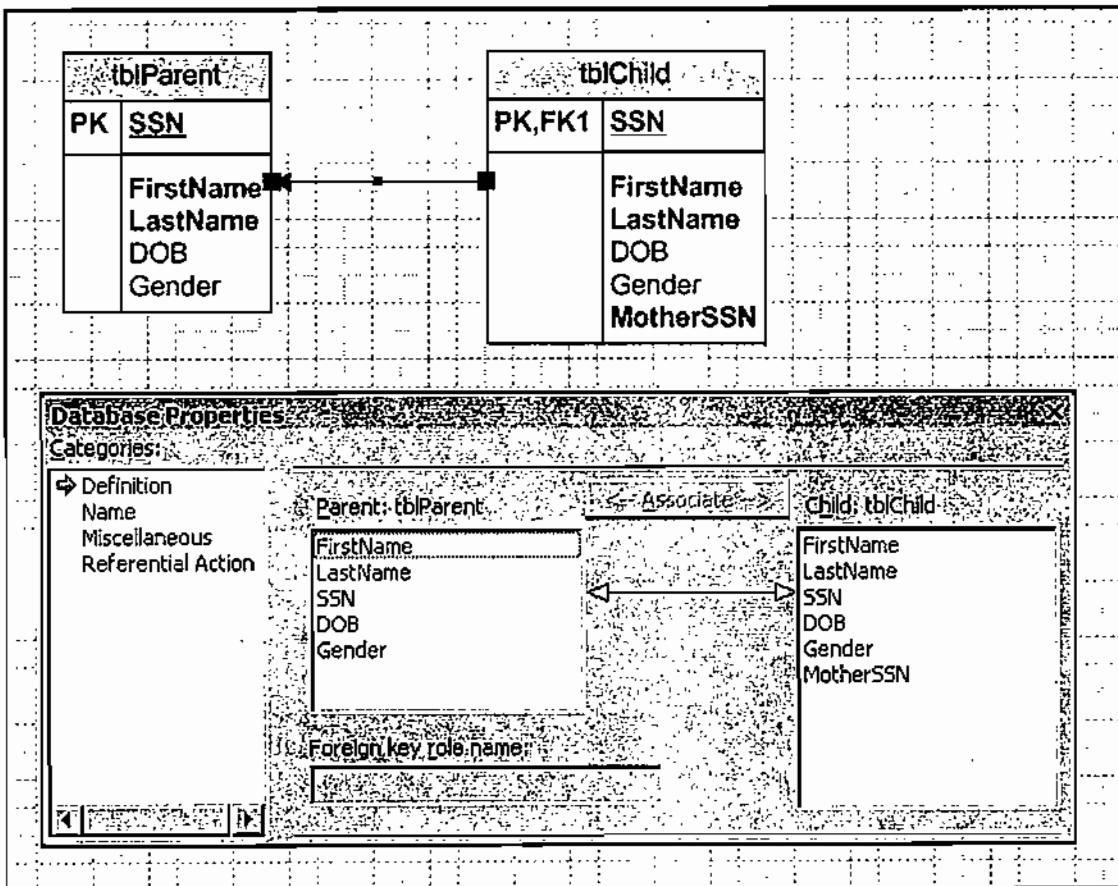 tblParent
PK SSN
FirstName
LastName
DOB
Gender
tblChild
PK,FK1 SSN
FirstName
LastName
DOB
Gender
MotherSSN
Database Properties
Categories:
Definition
Name
Miscellaneous
Referential Action
Parent: tblParent
FirstName
LastName
SSN
DOB
Gender
<-- Associate -->
Child: tblChild
FirstName
LastName
SSN
DOB
Gender
MotherSSN
Foreign key role name: